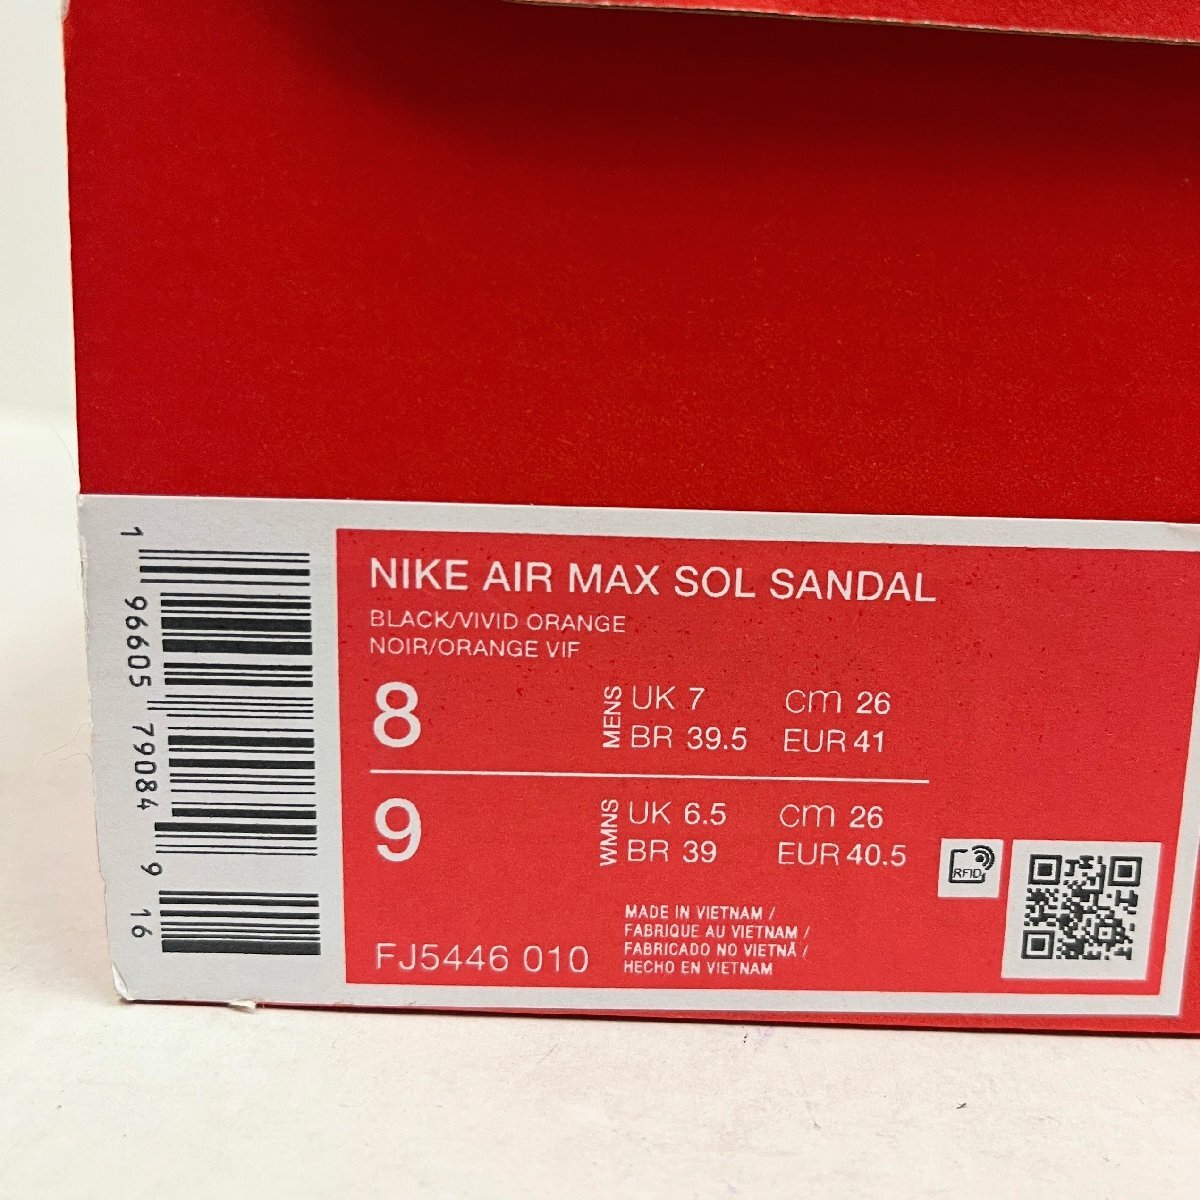 NIKE AIR MAX SOL SANDAL
BLACK/VIVID ORANGE
NOIR/ORANGE VIF
8 MENS UK 7 cm 26
BR 39.5 EUR 41
9 WMNS UK 6.5 cm 26
BR 39 EUR 40.5
RFID
MADE IN VIETNAM /
FABRIQUE AU VIETNAM /
FABRICADO NO VIETNÃ /
HECHO EN VIETNAM
FJ5446 010
1 96605 79084 9 16